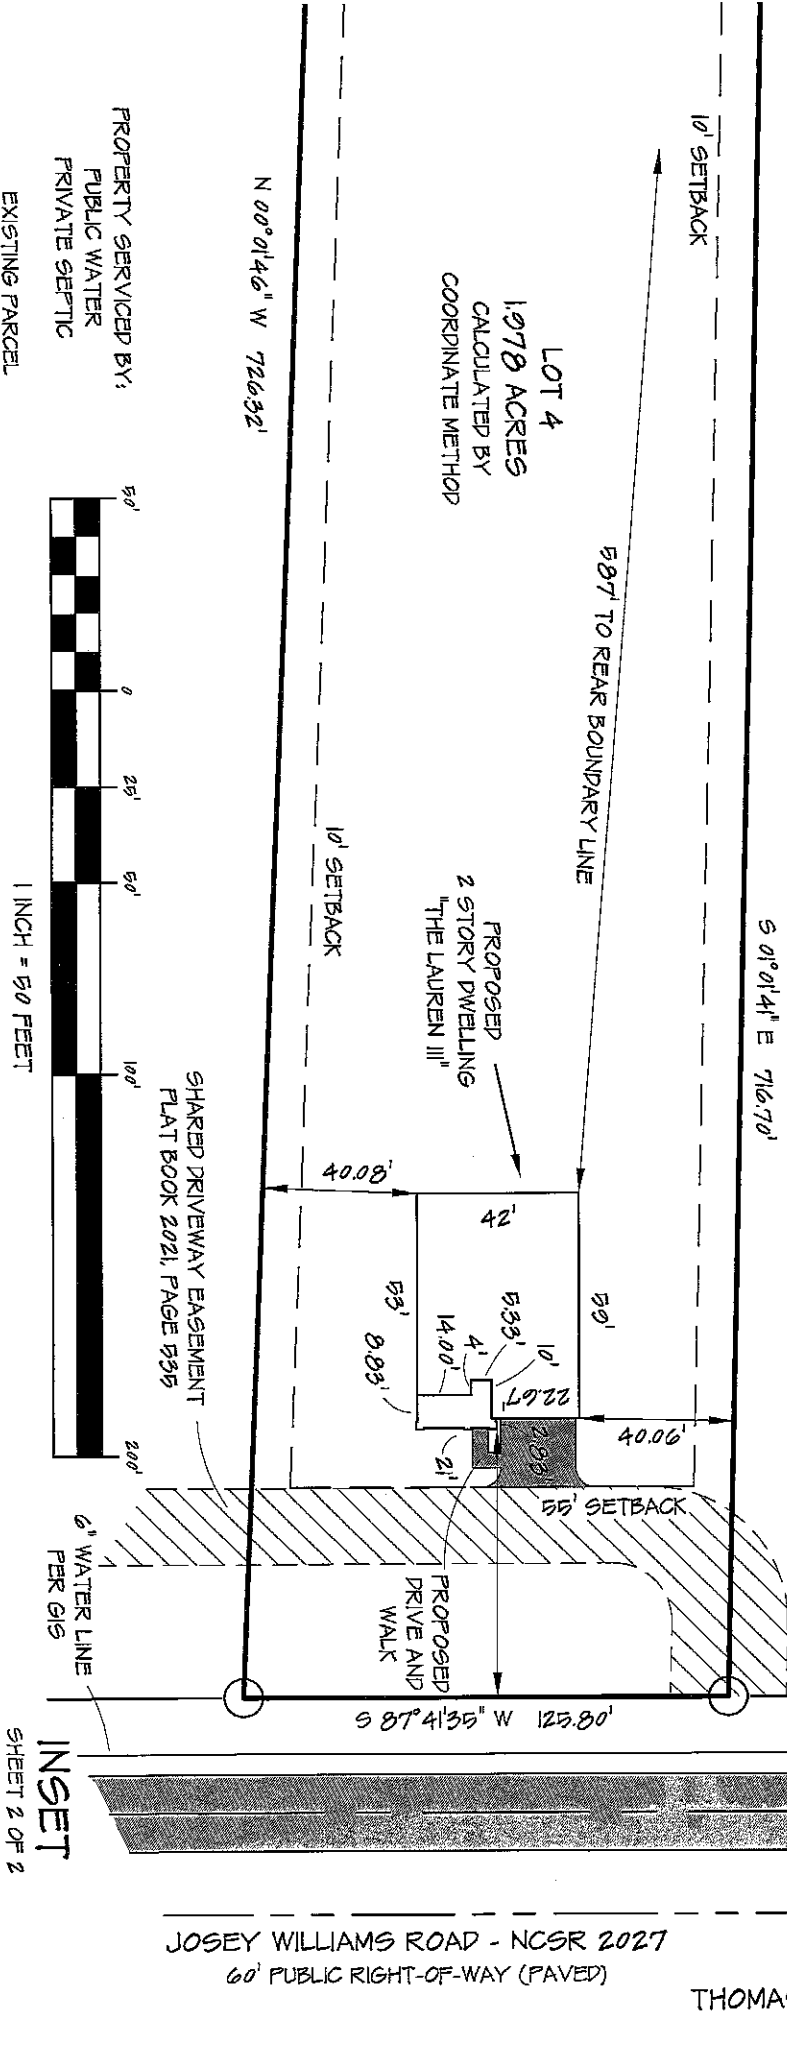 10' SETBACK
LOT 4
1.978 ACRES
CALCULATED BY
COORDINATE METHOD
N 00°01'46" W 726.32'
PROPERTY SERVICED BY:
PUBLIC WATER
PRIVATE SEPTIC
EXISTING PARCEL
587' TO REAR BOUNDARY LINE
S 01°01'41" E 716.70'
10' SETBACK
PROPOSED
2 STORY DWELLING
"THE LAUREN III"
50'
0
25'
50'
100'
200'
1 INCH = 50 FEET
SHARED DRIVEWAY EASEMENT
PLAT BOOK 2021, PAGE 535
40.08'
42'
53'
59'
8.83'
14.00'
4'
5.33'
10'
22.67'
21'
2.83'
40.06'
55' SETBACK
PROPOSED
DRIVE AND
WALK
6" WATER LINE
PER GIS
S 87°41'35" W 125.80'
INSET
SHEET 2 OF 2
JOSEY WILLIAMS ROAD - NCSR 2027
60' PUBLIC RIGHT-OF-WAY (PAVED)